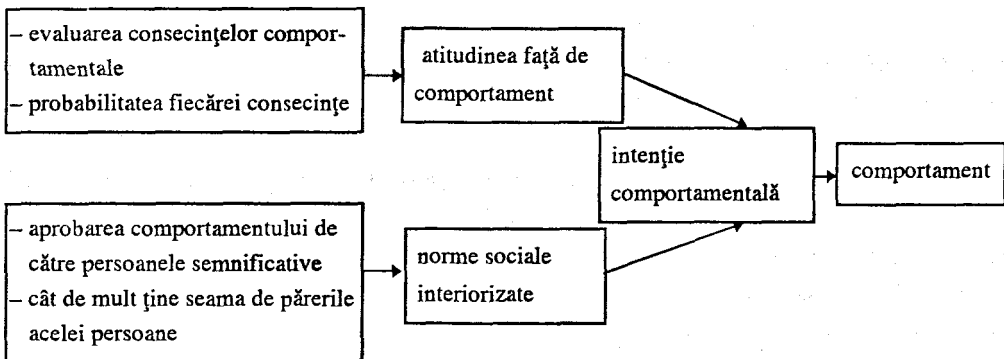 – evaluarea consecinţelor compor-
tamentale
– probabilitatea fiecărei consecinţe
atitudinea faţă de
comportament
intenţie
comportamentală
comportament
– aprobarea comportamentului de
către persoanele semnificative
– cât de mult ţine seama de părerile
acelei persoane
norme sociale
interiorizate